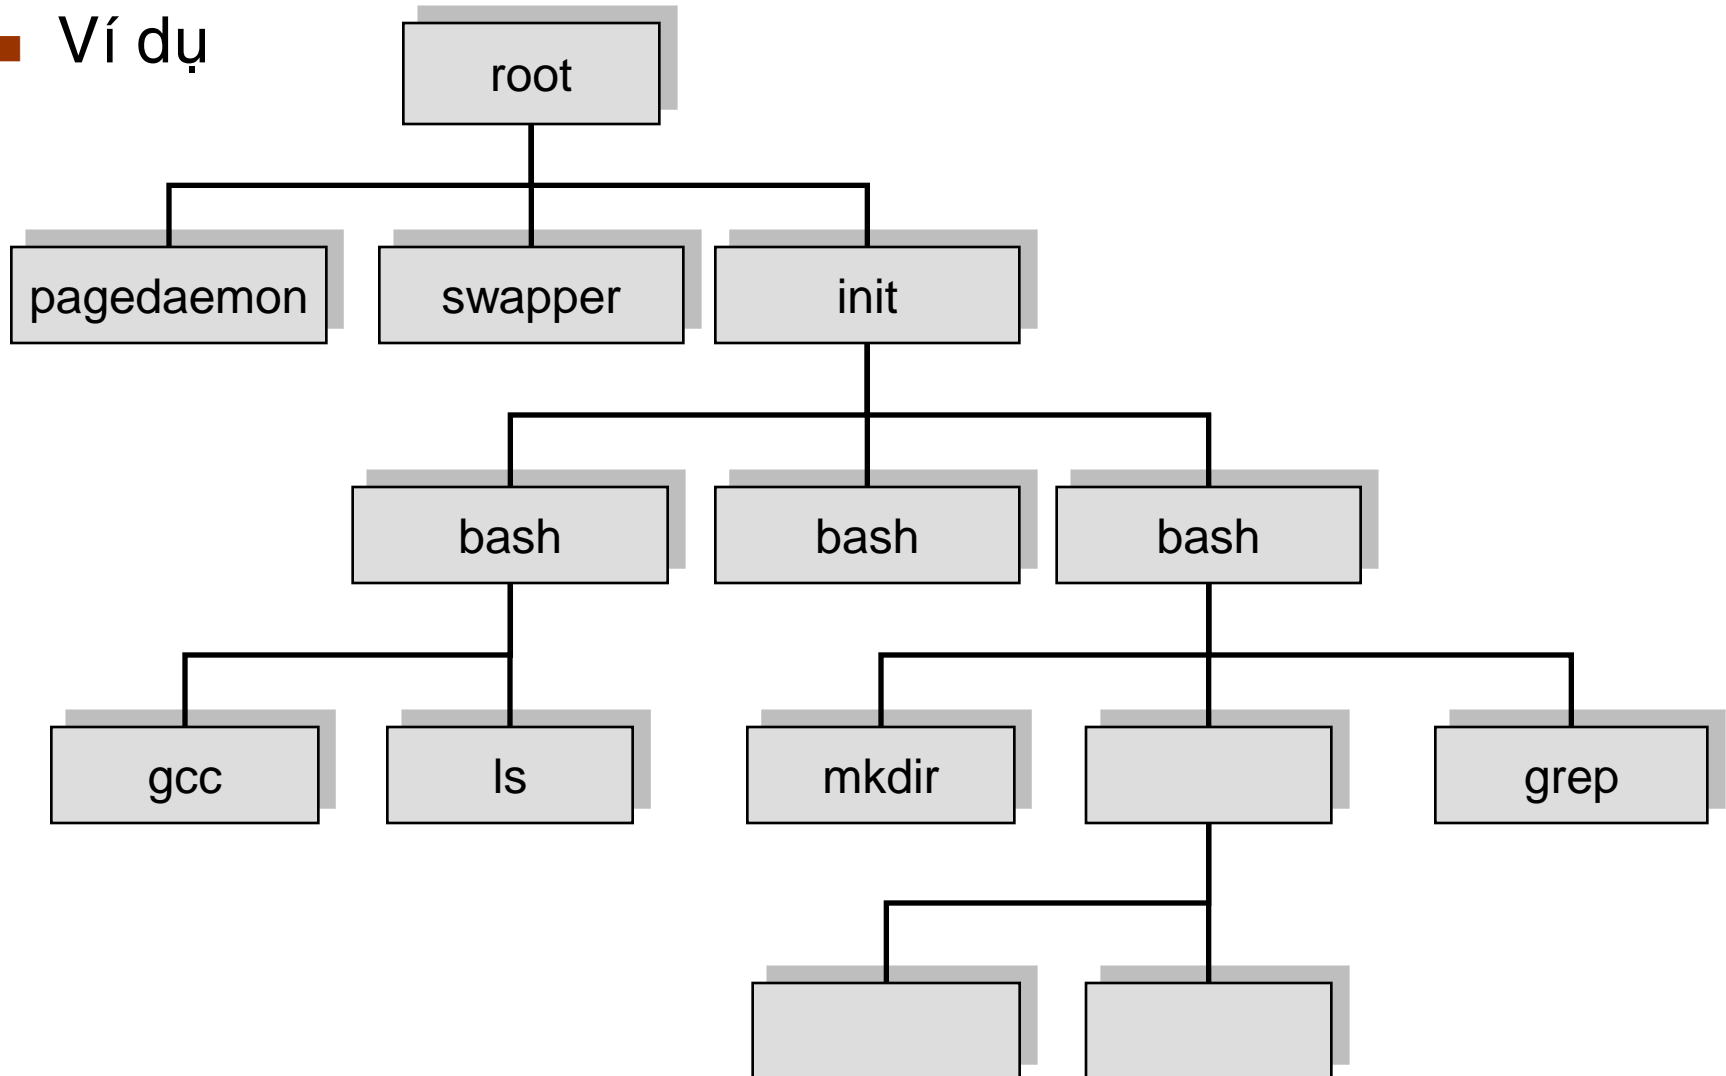 Ví dụ
root
pagedaemon
swapper
init
bash
bash
bash
gcc
ls
mkdir
grep